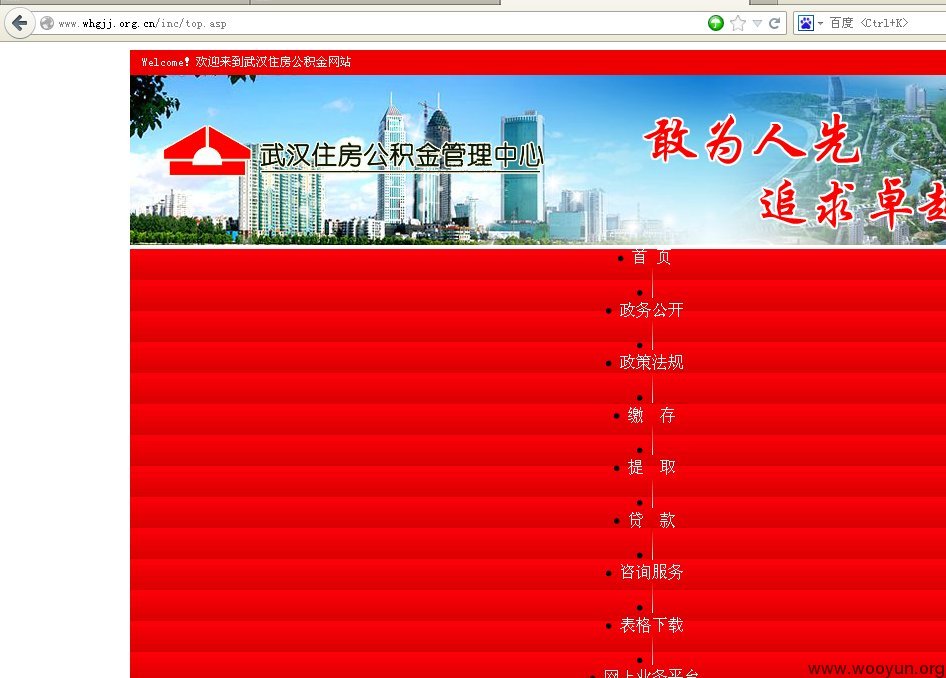 www.whgjj.org.cn/inc/top.asp
百度 <Ctrl+K>
Welcome! 欢迎来到武汉住房公积金网站
武汉住房公积金管理中心
敢为人先
追求卓越
首 页
政务公开
政策法规
缴 存
提 取
贷 款
咨询服务
表格下载
网上业务平台
www.wooyun.org